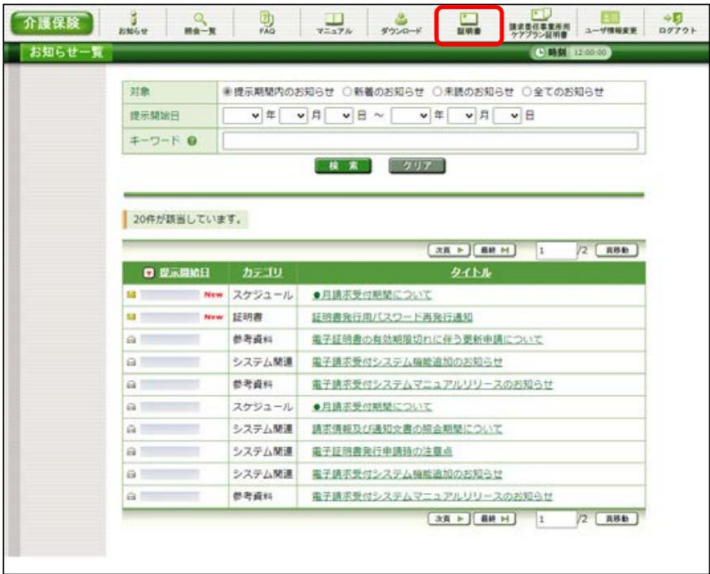 介護保険
お知らせ 照会一覧 FAQ マニュアル ダウンロード 証明書 請求委任事業所用 ケアプラン証明書 ユーザ情報変更 ログアウト
お知らせ一覧 時刻 12:00:00
対象 提示期間内のお知らせ 新着のお知らせ 未読のお知らせ 全てのお知らせ
提示開始日 年 月 日 ～ 年 月 日
キーワード ?
検索 クリア
20件が該当しています。
次頁 最終 1 /2 頁移動
提示開始日 カテゴリ タイトル
New スケジュール ●月請求受付期間について
New 証明書 証明書発行用パスワード再発行通知
参考資料 電子証明書の有効期限切れに伴う更新申請について
システム関連 電子請求受付システム機能追加のお知らせ
参考資料 電子請求受付システムマニュアルリリースのお知らせ
スケジュール ●月請求受付期間について
システム関連 請求情報及び通知文書の照会期間について
システム関連 電子証明書発行申請時の注意点
システム関連 電子請求受付システム機能追加のお知らせ
参考資料 電子請求受付システムマニュアルリリースのお知らせ
次頁 最終 1 /2 頁移動